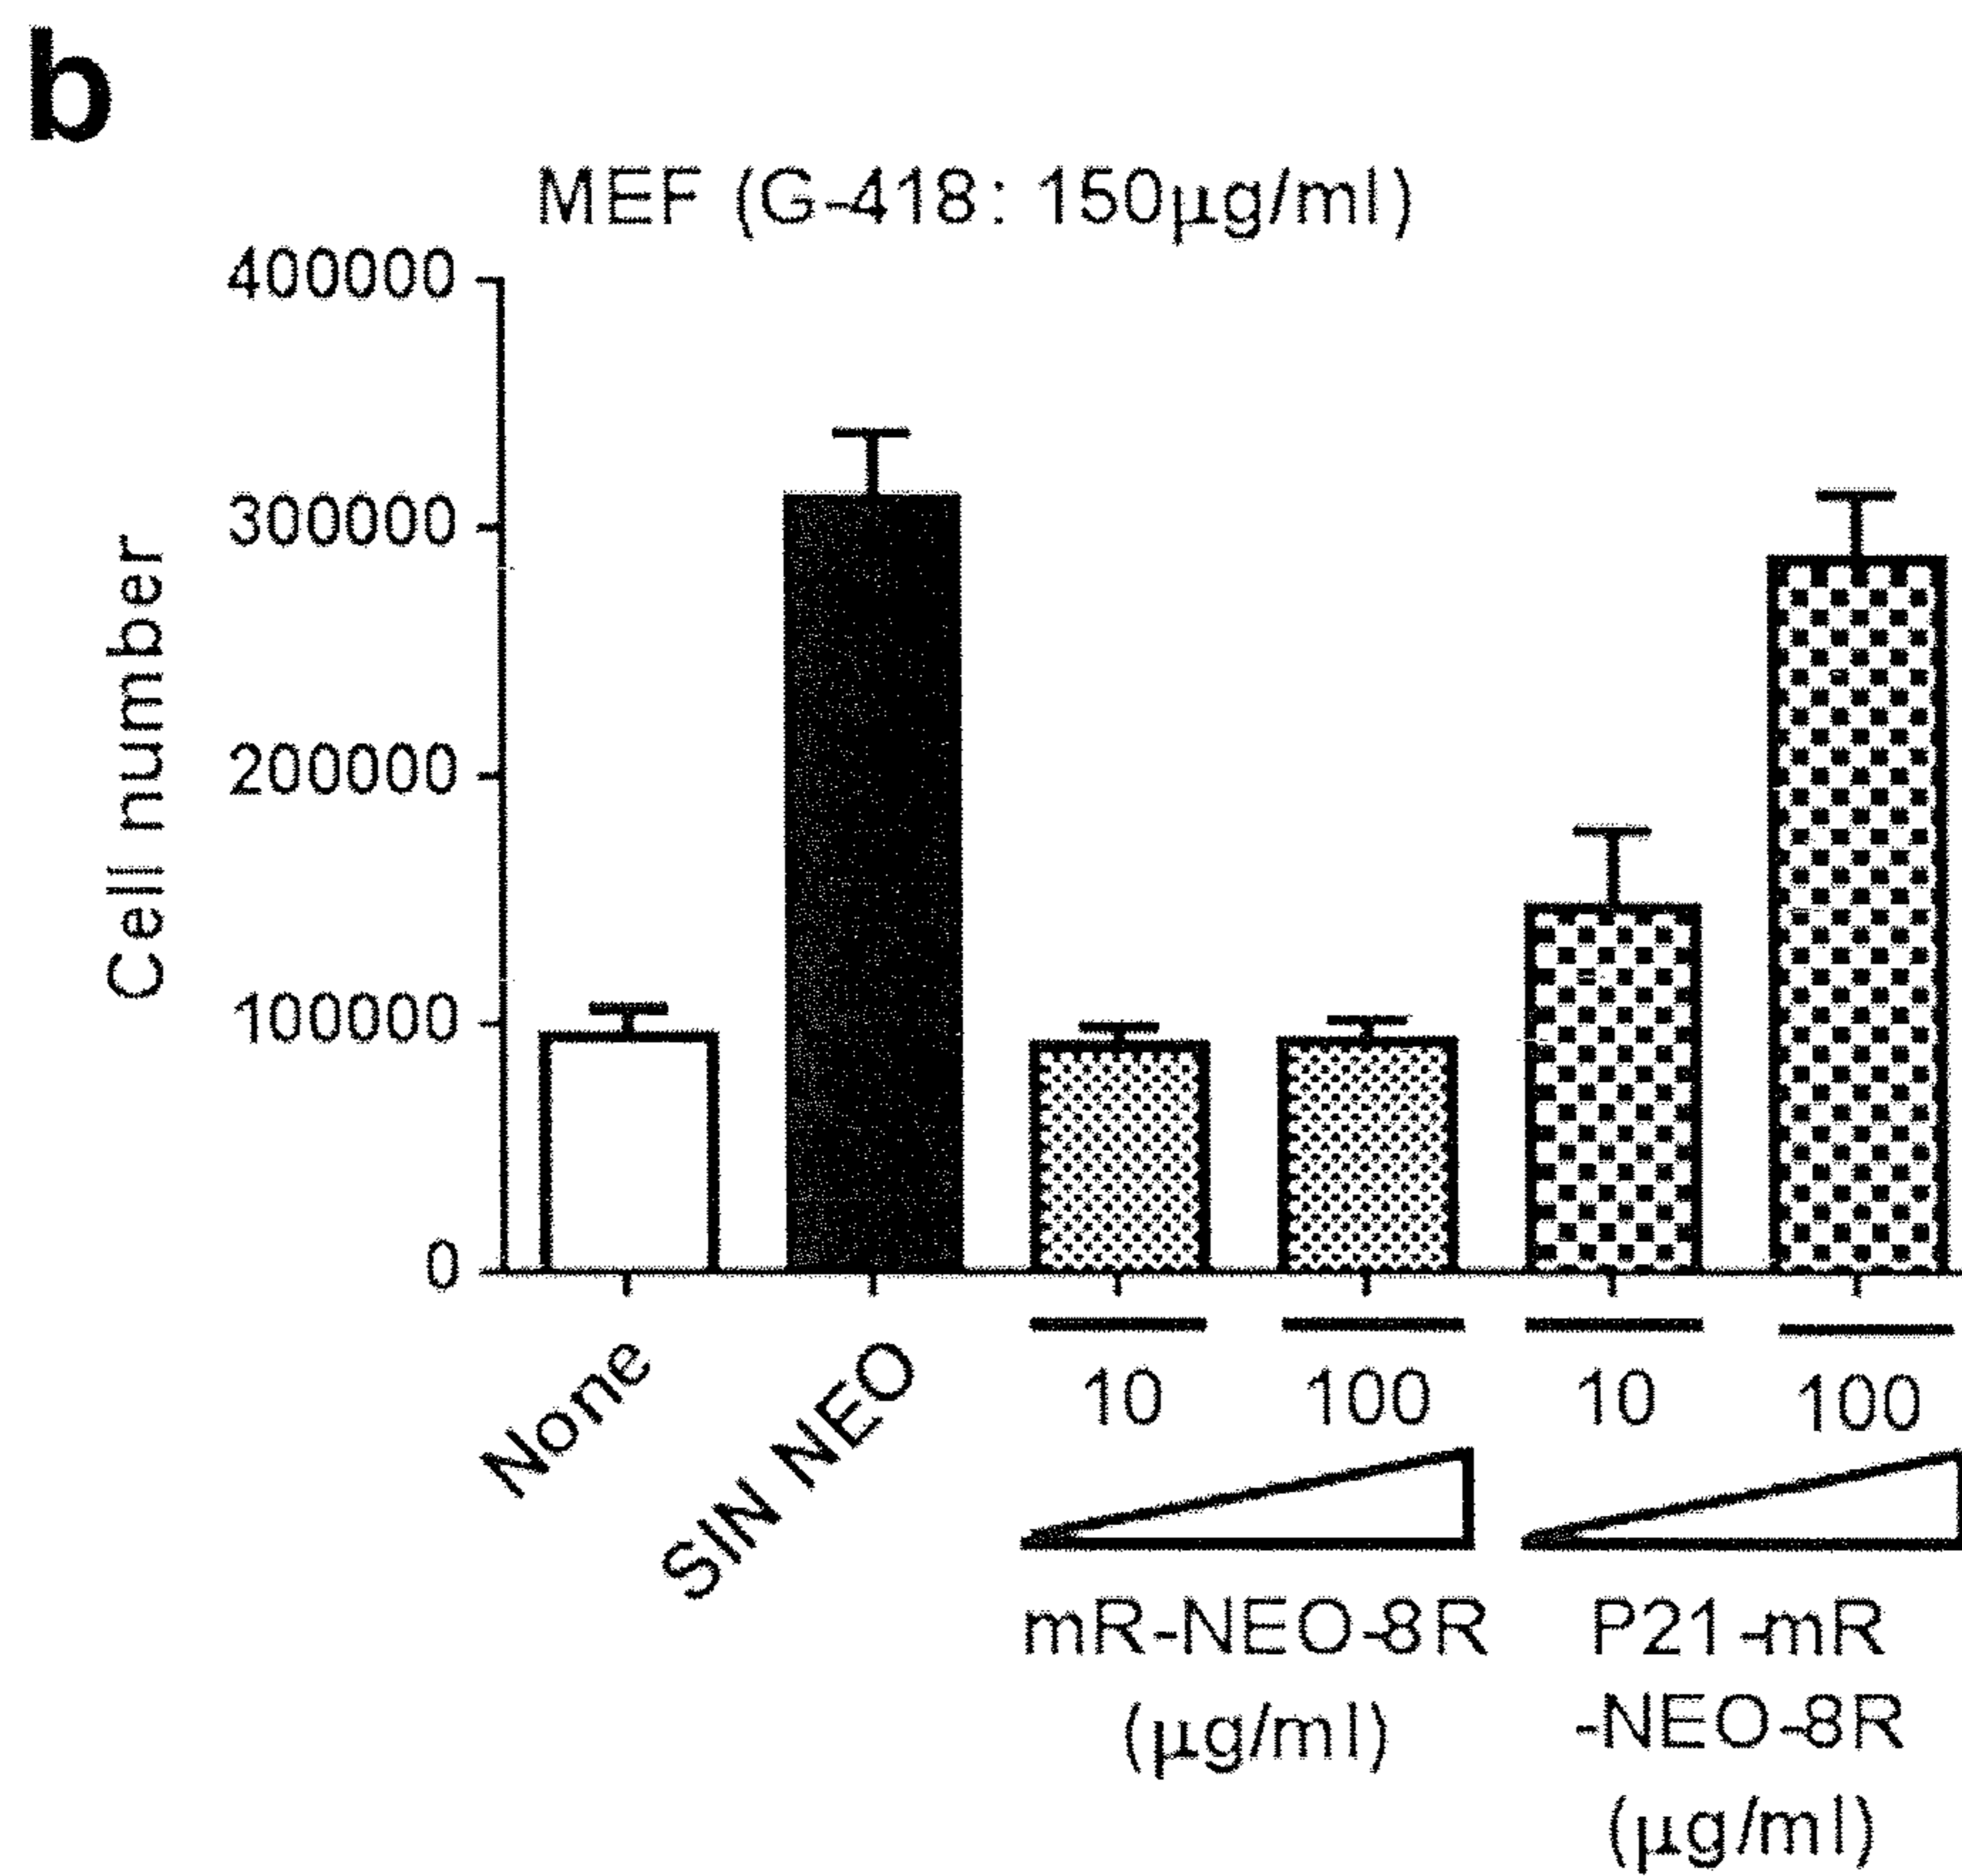 b
MEF (G-418: 150μg/ml)
Cell number
400000
300000
200000
100000
0
None
SIN NEO
10
100
10
100
mR-NEO-8R
(μg/ml)
P21-mR
-NEO-8R
(μg/ml)